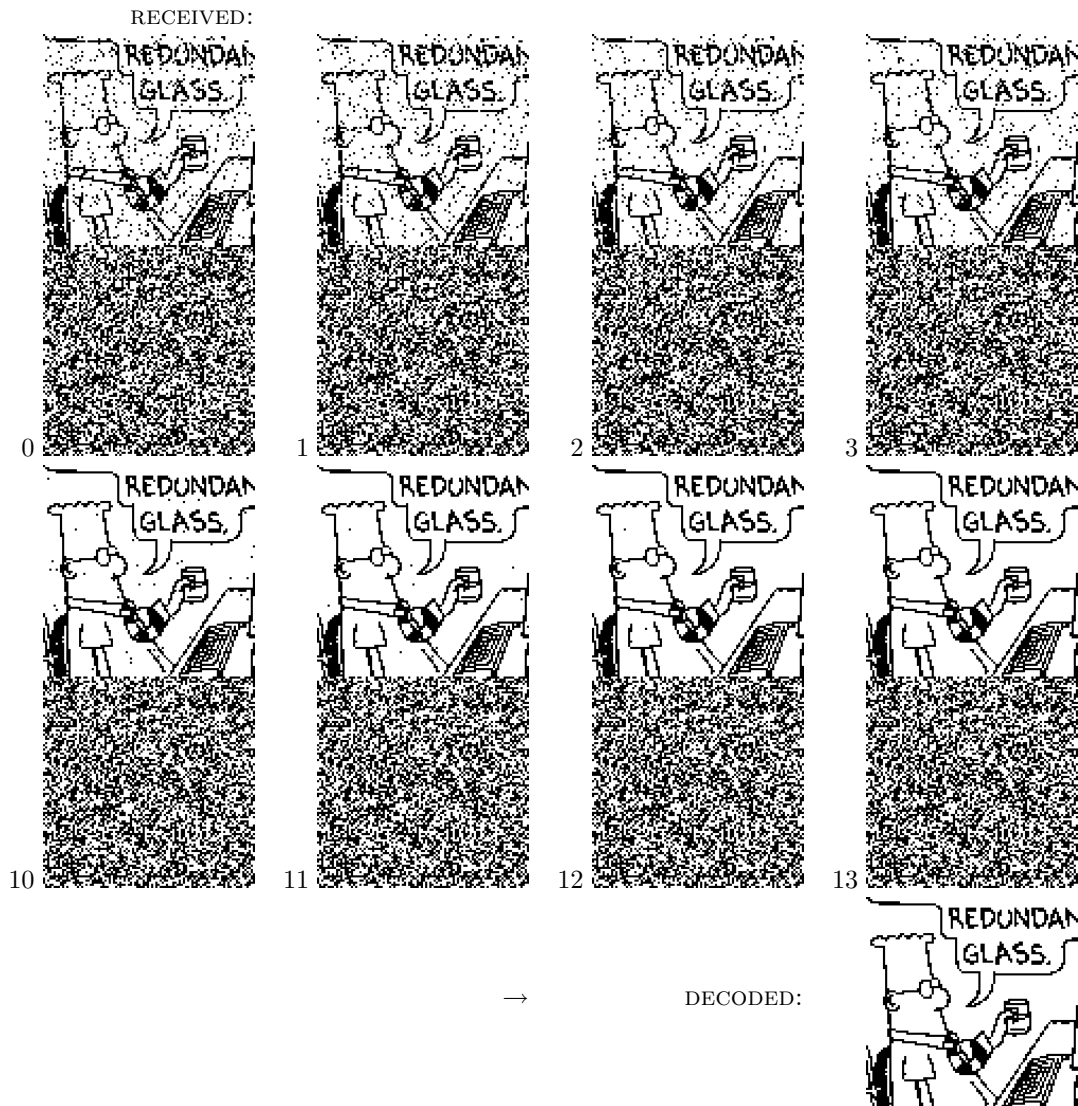 RECEIVED:
REDUNDAN REDUNDAN REDUNDAN REDUNDAN
GLASS. GLASS. GLASS. GLASS.
0 1 2 3
REDUNDAN REDUNDAN REDUNDAN REDUNDAN
GLASS. GLASS. GLASS. GLASS.
10 11 12 13
REDUNDAN
GLASS.
→ DECODED: